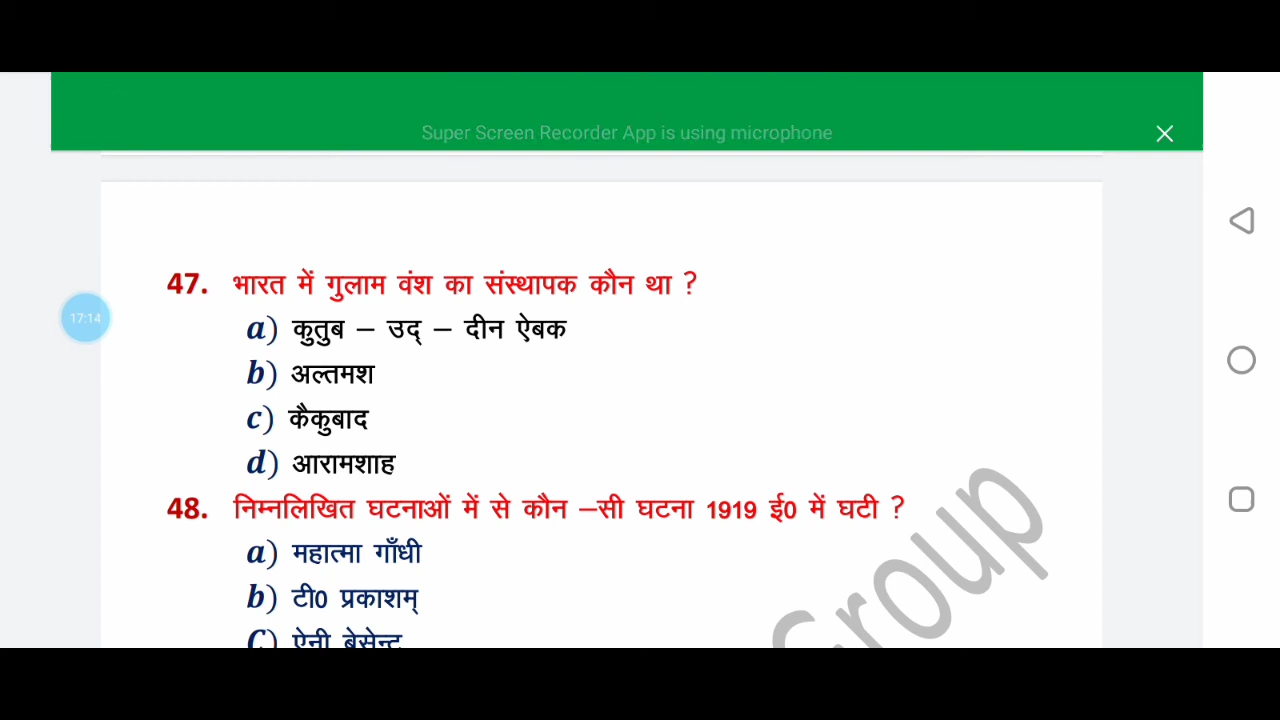 Super Screen Recorder App is using microphone
47. भारत में गुलाम वंश का संस्थापक कौन था ?
17:14
a) कुतुब – उद् – दीन ऐबक
b) अल्तमश
c) कैकुबाद
d) आरामशाह
48. निम्नलिखित घटनाओं में से कौन –सी घटना 1919 ई0 में घटी ?
a) महात्मा गाँधी
b) टी0 प्रकाशम्
C) ऐनी बेसेन्ट
Group